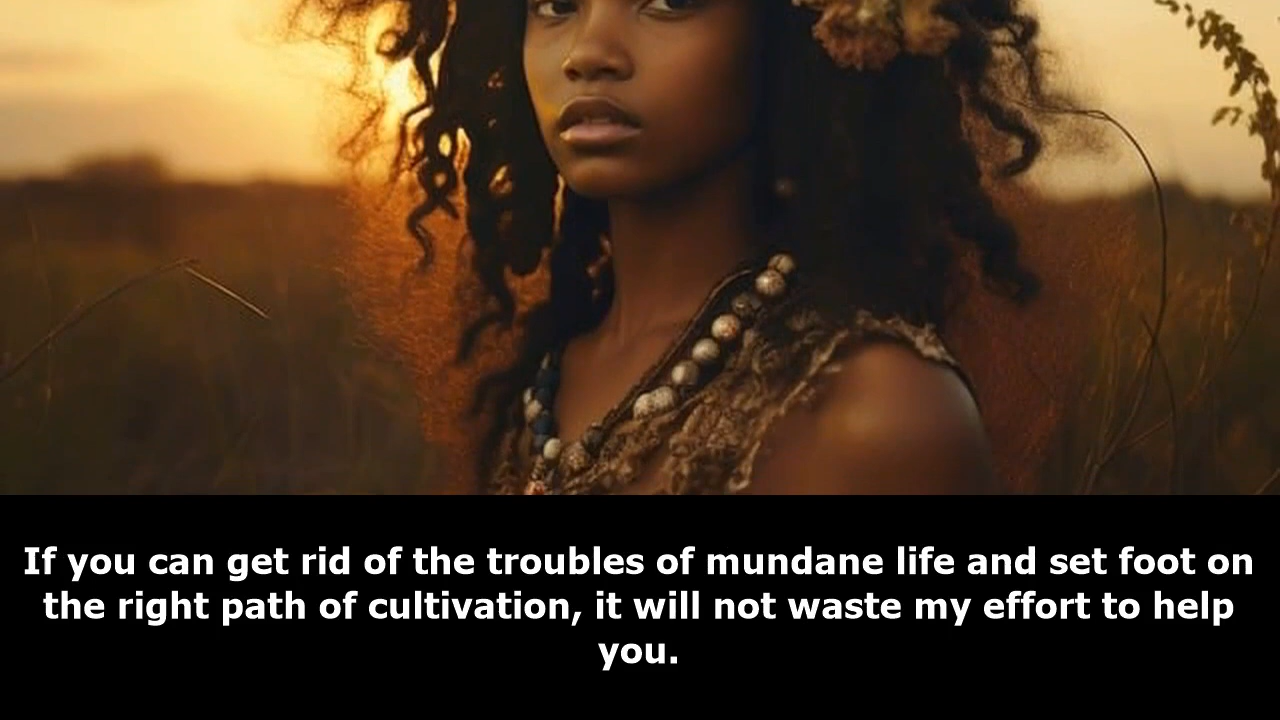 If you can get rid of the troubles of mundane life and set foot on
the right path of cultivation, it will not waste my effort to help
you.